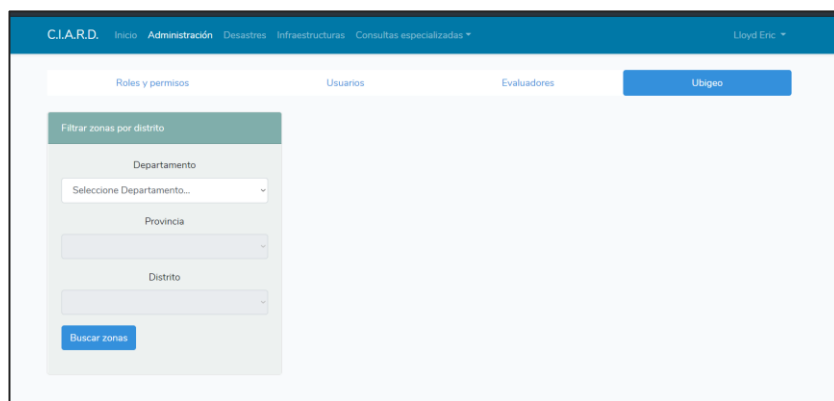 C.I.A.R.D. Inicio Administración Desastres Infraestructuras Consultas especializadas Lloyd Eric
Roles y permisos Usuarios Evaluadores Ubigeo
Filtrar zonas por distrito
Departamento
Seleccione Departamento...
Provincia
Distrito
Buscar zonas